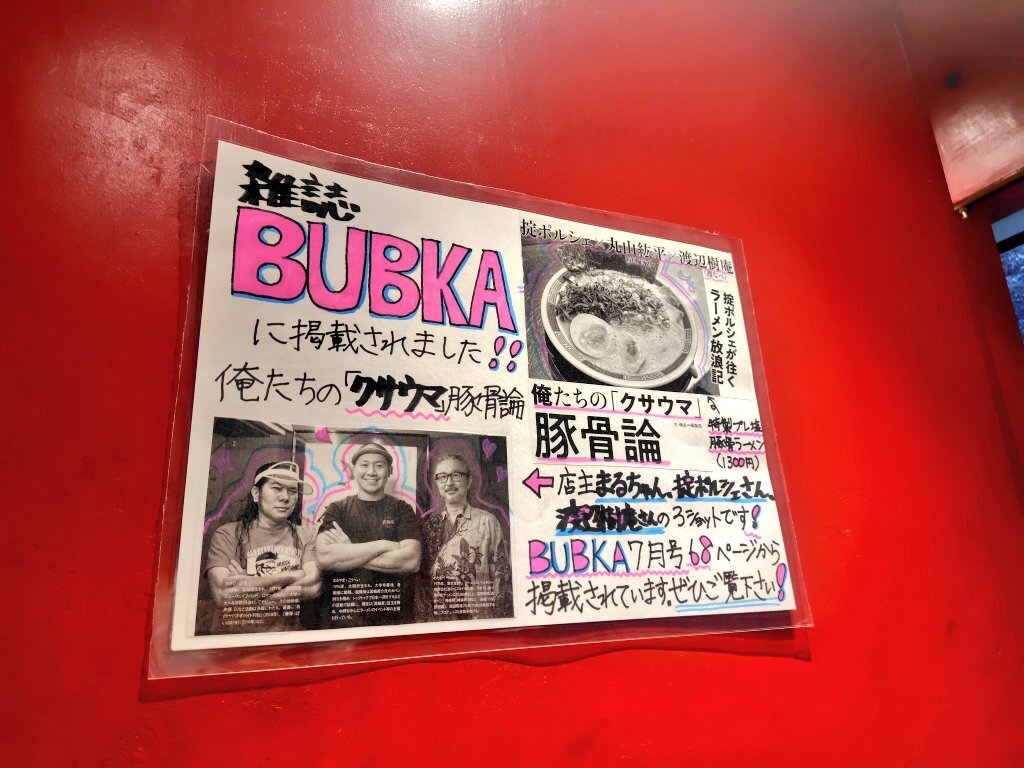 雑誌
BUBKA
に掲載されました!!
俺たちの「クサウマ」豚骨論
掟ポルシェ×丸山紘平×渡辺樹庵
掟ポルシェが往く
ラーメン放浪記
俺たちの「クサウマ」
豚骨論
特製プレ塩
豚骨ラーメン
(1300円)
←店主まるちゃん、掟ポルシェさん、
渡辺樹庵さんの3ショットです!
BUBKA7月号68ページから
掲載されています。ぜひご覧下さい!